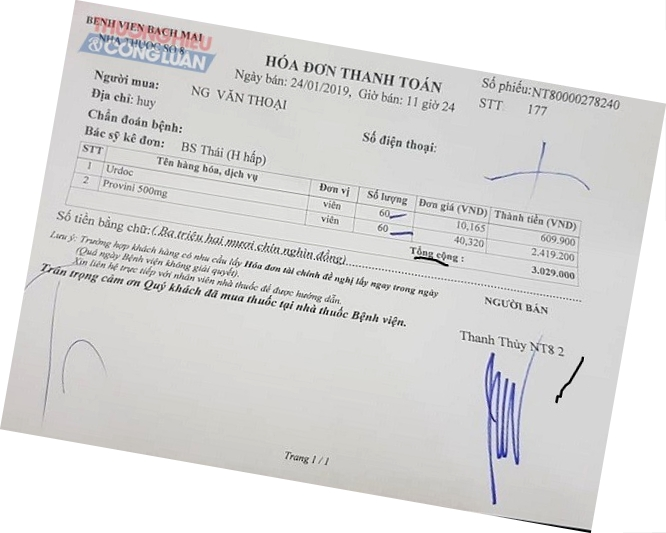 BỆNH VIỆN BẠCH MAI
NHÀ THUỐC SỐ 8
THƯƠNG HIỆU
& CÔNG LUẬN
HÓA ĐƠN THANH TOÁN
Ngày bán: 24/01/2019, Giờ bán: 11 giờ 24
Số phiếu:NT80000278240
STT 177
Người mua: NG VĂN THOẠI
Địa chỉ: huy
Chẩn đoán bệnh:
Số điện thoại:
Bác sỹ kê đơn: BS Thái (H hấp)
STT Tên hàng hóa, dịch vụ Đơn vị Số lượng Đơn giá (VND) Thành tiền (VND)
1 Urdoc viên 60 10,165 609.900
2 Provini 500mg viên 60 40,320 2.419.200
Tổng cộng : 3.029.000
Số tiền bằng chữ:(.Ba.triệu.hai.mươi.chín.nghìn.đồng)
Lưu ý: Trường hợp khách hàng có nhu cầu lấy Hóa đơn tài chính đề nghị lấy ngay trong ngày
(Quá ngày Bệnh viện không giải quyết).
Xin liên hệ trực tiếp với nhân viên nhà thuốc để được hướng dẫn.
Trân trọng cảm ơn Quý khách đã mua thuốc tại nhà thuốc Bệnh viện.
NGƯỜI BÁN
Thanh Thùy NT8 2
Trang 1 / 1